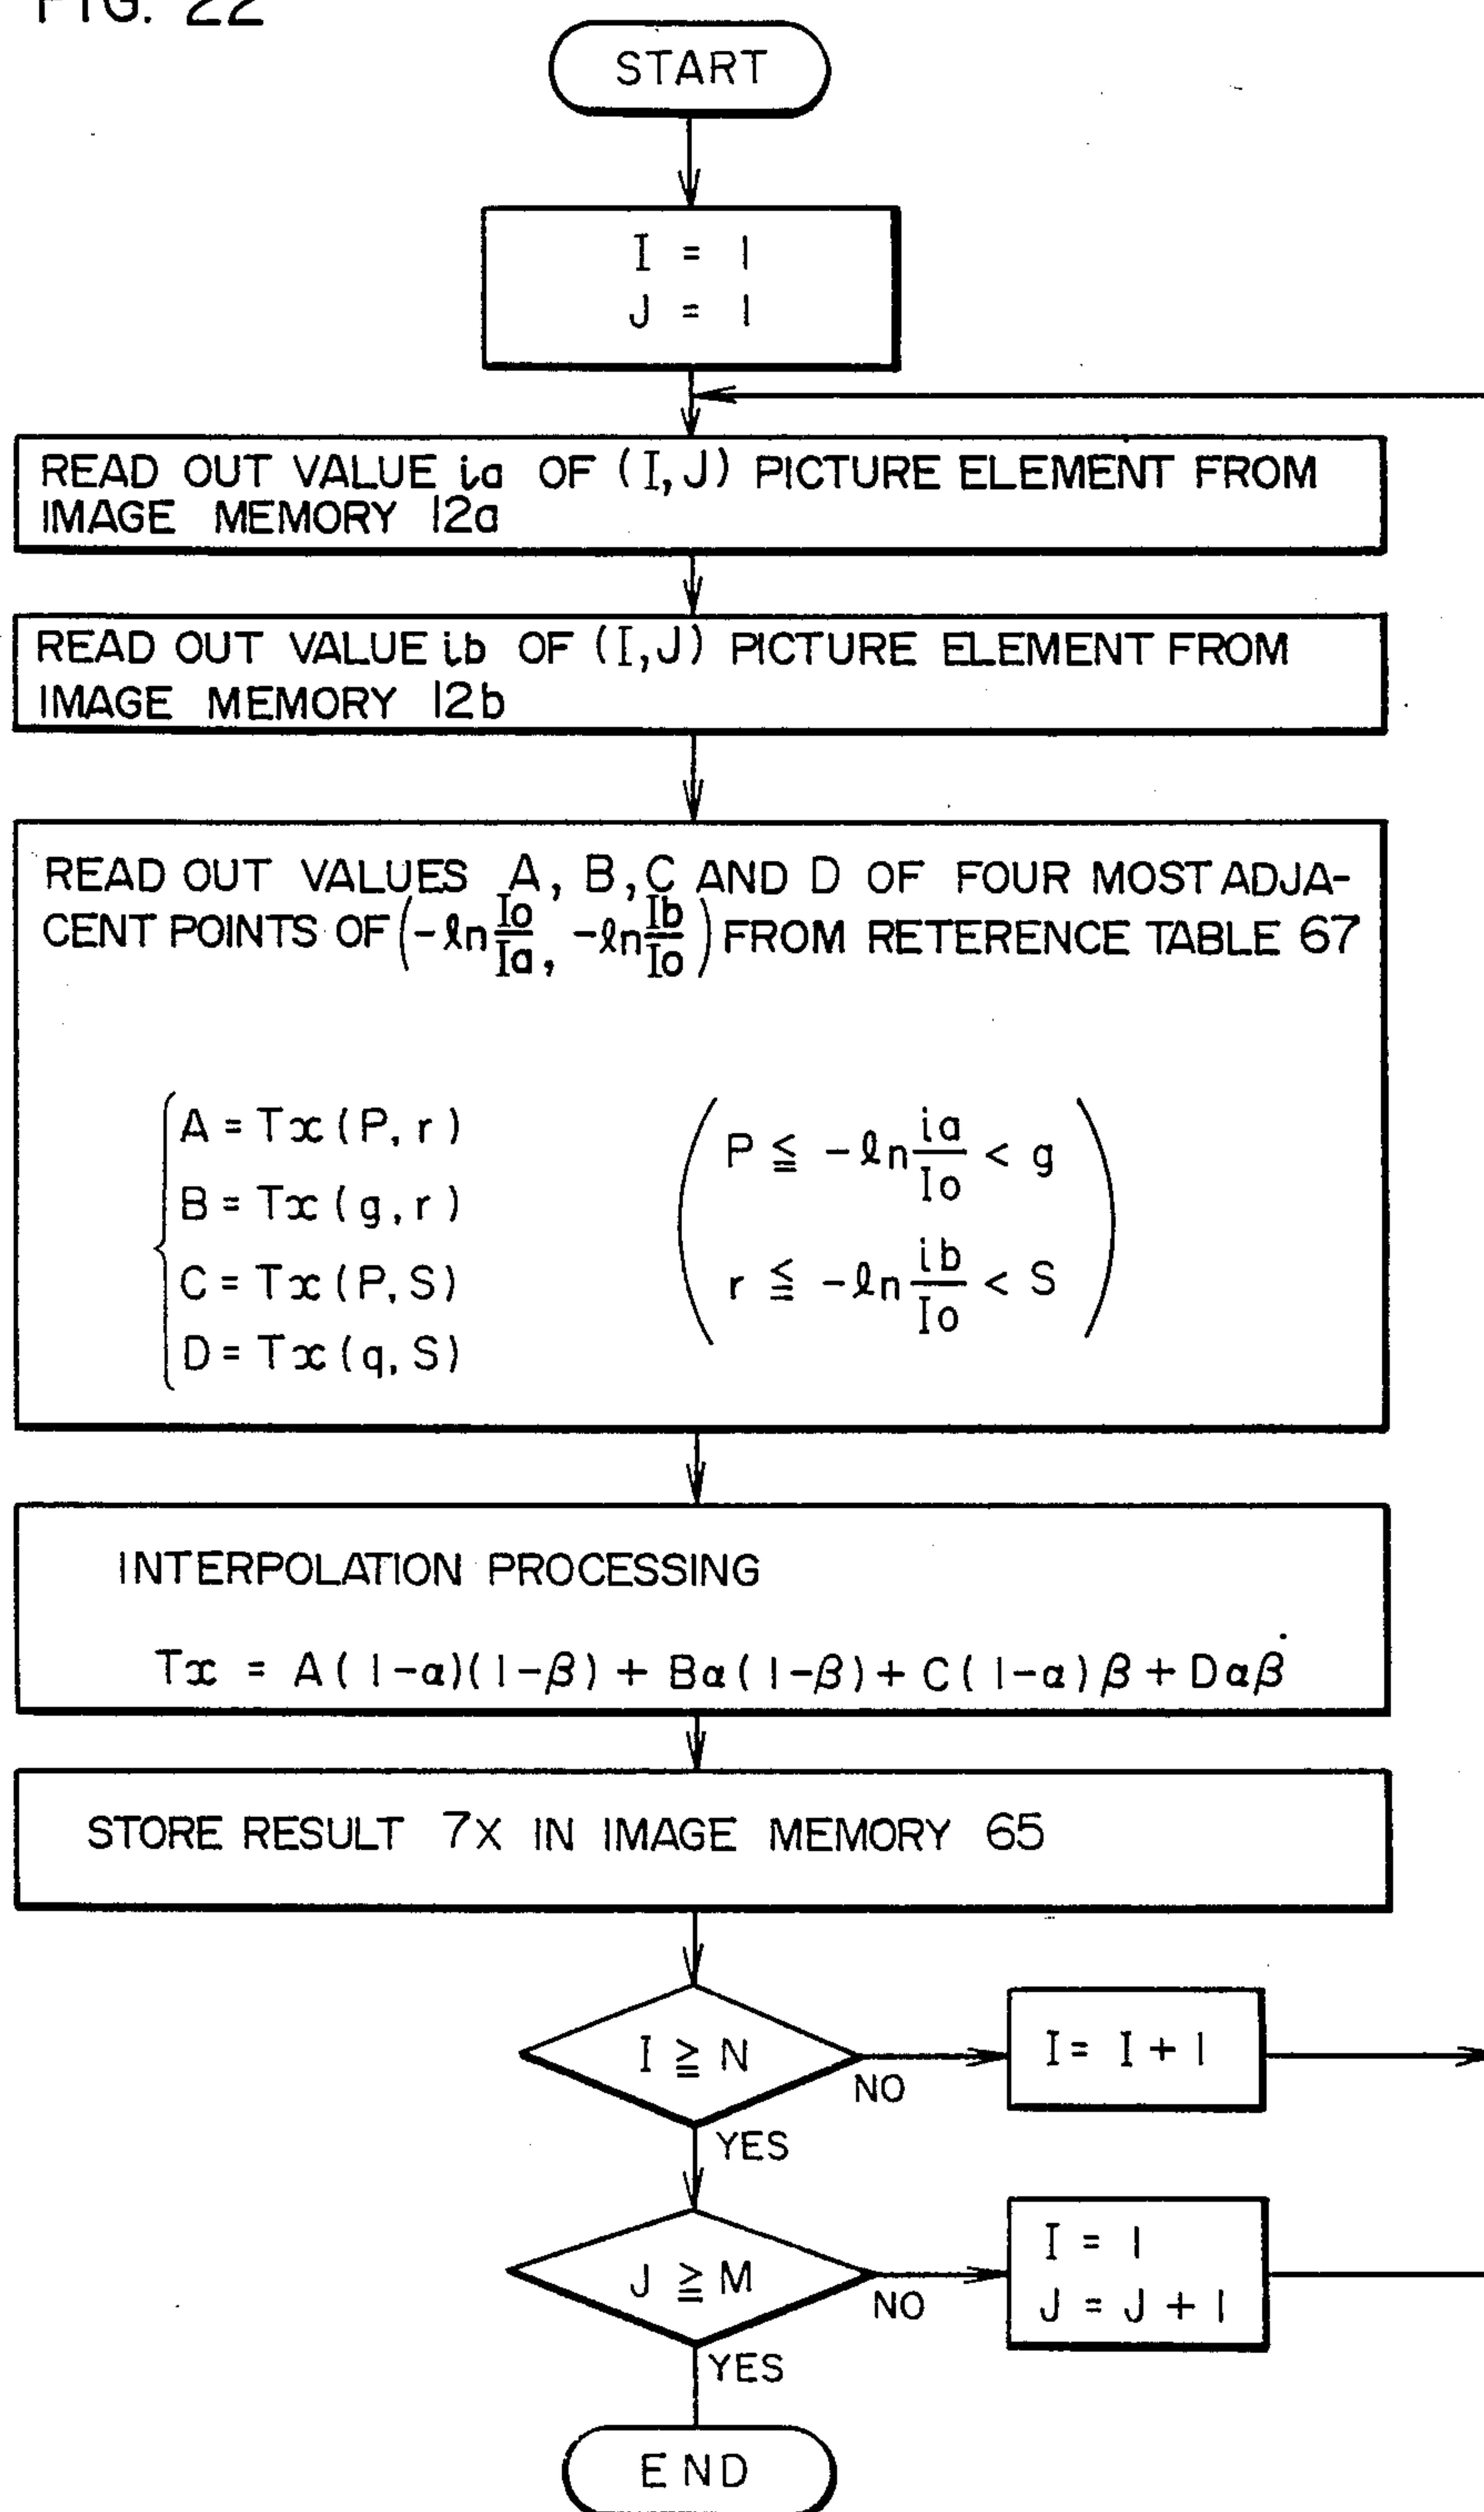 FIG. 22
START
I = 1
J = 1
READ OUT VALUE ia OF (I,J) PICTURE ELEMENT FROM
IMAGE MEMORY 12a
READ OUT VALUE ib OF (I,J) PICTURE ELEMENT FROM
IMAGE MEMORY 12b
READ OUT VALUES A, B, C AND D OF FOUR MOST ADJA-
CENT POINTS OF (-ln Io/Ia, -ln Ib/Io) FROM RETERENCE TABLE 67
A = Tx(P, r)
B = Tx(g, r)
C = Tx(P, S)
D = Tx(q, S)
P ≦ -ln ia/Io < g
r ≦ -ln ib/Io < S
INTERPOLATION PROCESSING
Tx = A(1-α)(1-β) + Bα(1-β) + C(1-α)β + Dαβ
STORE RESULT 7x IN IMAGE MEMORY 65
I ≧ N
NO
I = I + 1
YES
J ≧ M
NO
I = 1
J = J + 1
YES
END